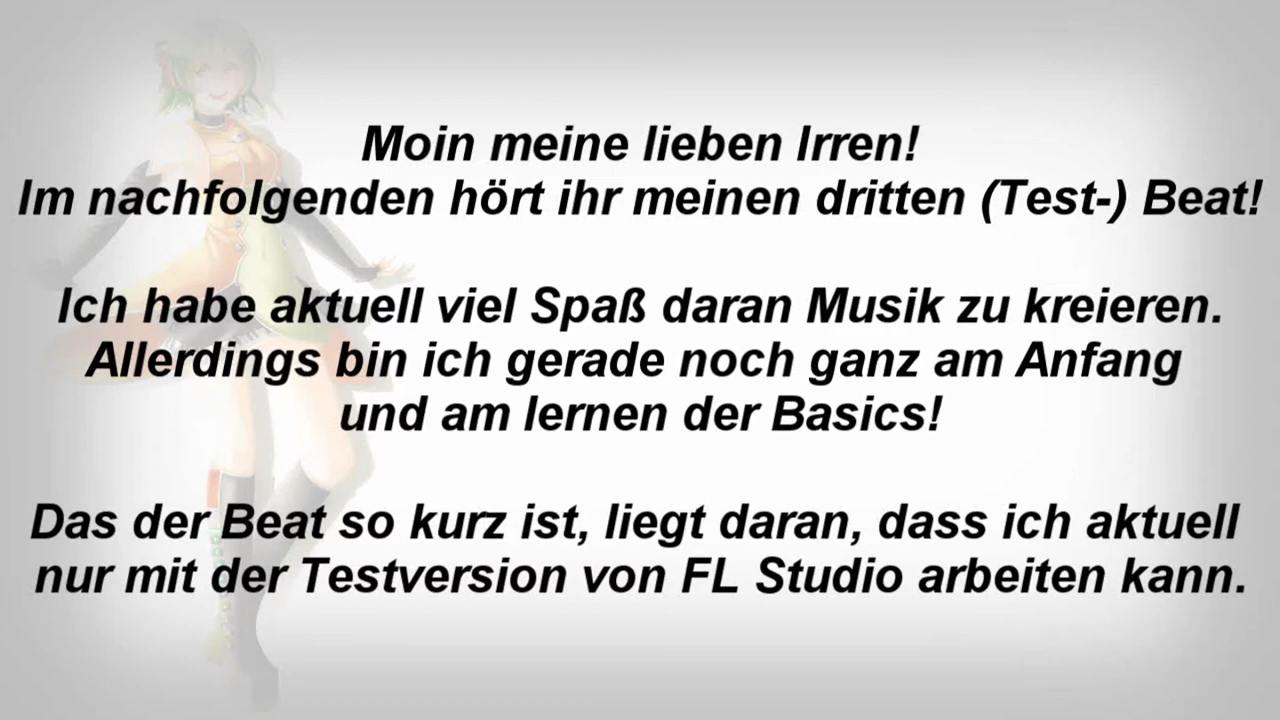 Moin meine lieben Irren!
Im nachfolgenden hört ihr meinen dritten (Test-) Beat!
Ich habe aktuell viel Spaß daran Musik zu kreieren.
Allerdings bin ich gerade noch ganz am Anfang
und am lernen der Basics!
Das der Beat so kurz ist, liegt daran, dass ich aktuell
nur mit der Testversion von FL Studio arbeiten kann.